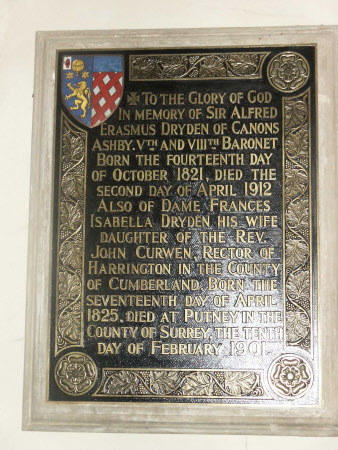 ✠ TO THE GLORY OF GOD
IN MEMORY OF SIR ALFRED
ERASMUS DRYDEN OF CANONS
ASHBY. VTH AND VIIITH BARONET
BORN THE FOURTEENTH DAY
OF OCTOBER 1821, DIED THE
SECOND DAY OF APRIL 1912
ALSO OF DAME FRANCES
ISABELLA DRYDEN HIS WIFE
DAUGHTER OF THE REV.
JOHN CURWEN, RECTOR OF
HARRINGTON IN THE COUNTY
OF CUMBERLAND. BORN THE
SEVENTEENTH DAY OF APRIL
1825. DIED AT PUTNEY IN THE
COUNTY OF SURREY. THE TENTH
DAY OF FEBRUARY 1901.